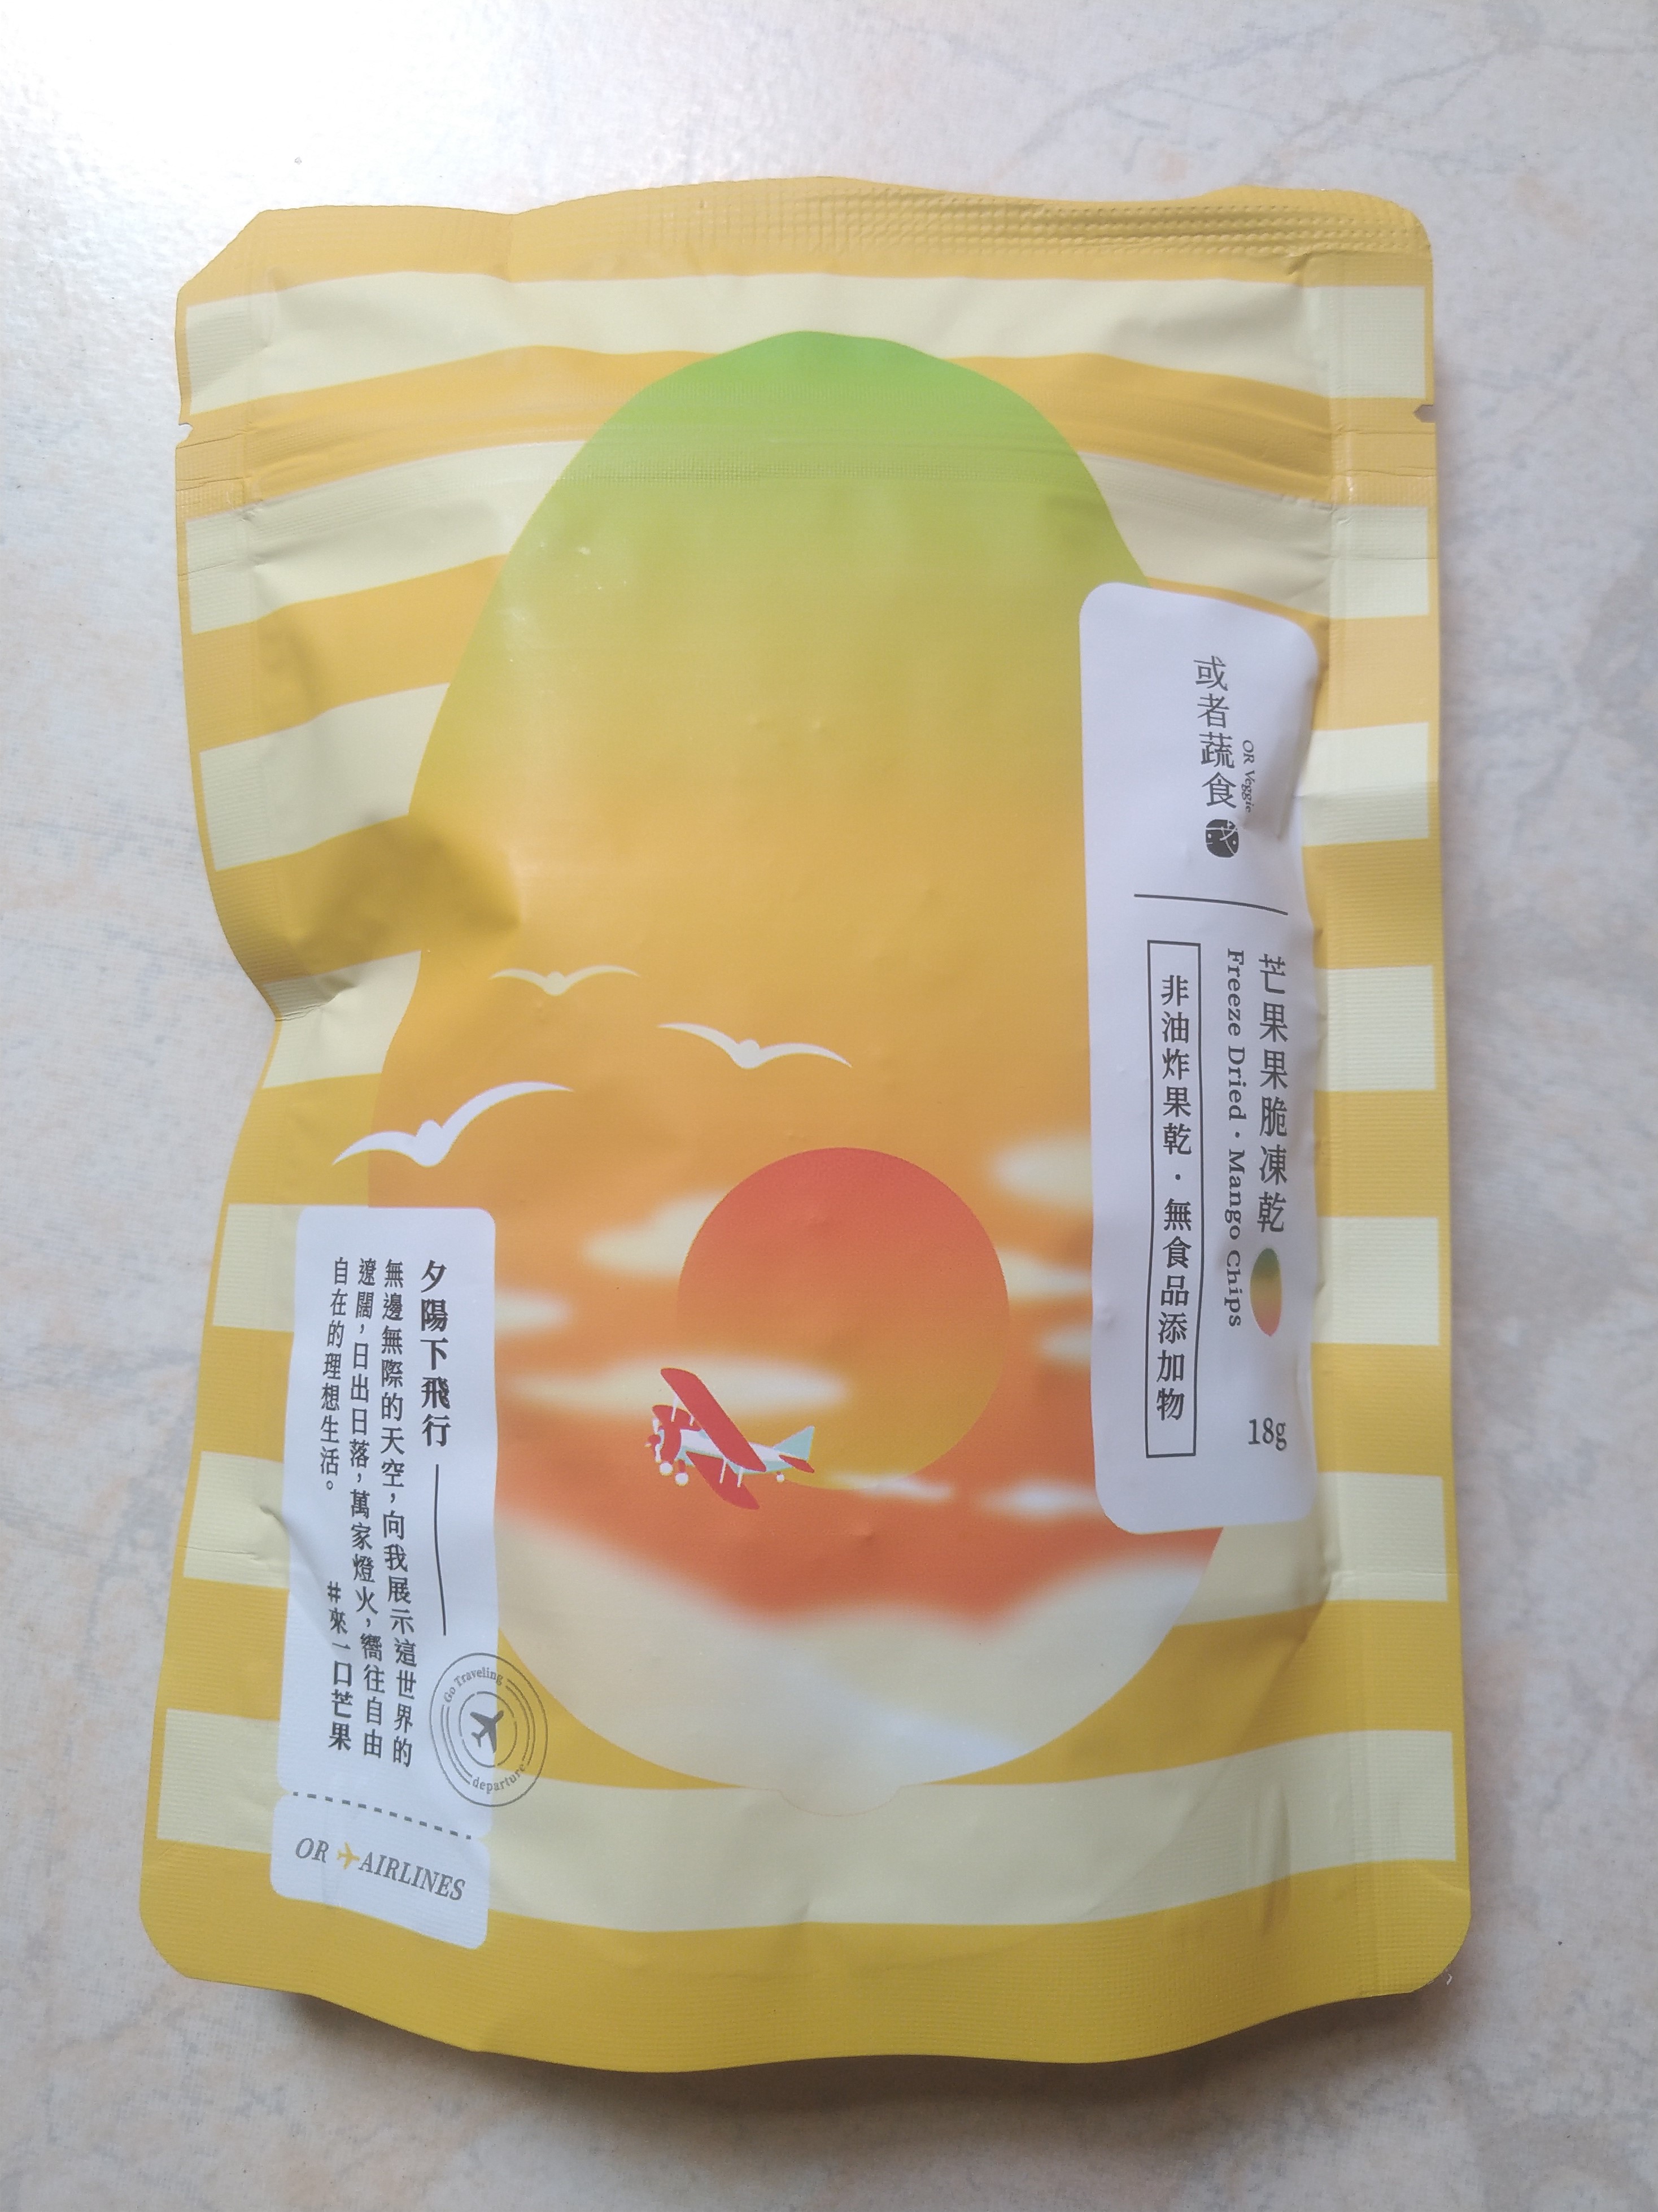 或者蔬食
OR Veggie
芒果果脆凍乾
Freeze Dried · Mango Chips
非油炸果乾·無食品添加物
18g
夕陽下飛行
無邊無際的天空，向我展示這世界的
遼闊，日出日落，萬家燈火，嚮往自由
自在的理想生活。
#來一口芒果
Go Traveling
departure
OR AIRLINES